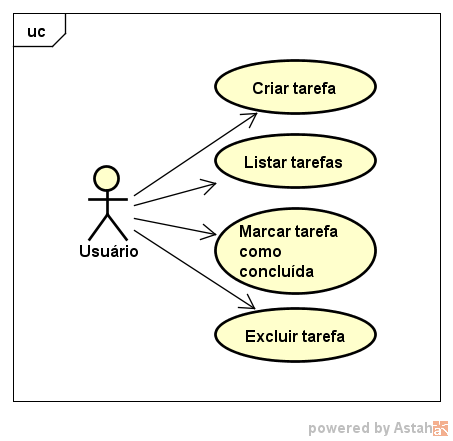 uc
Criar tarefa
Listar tarefas
Usuário
Marcar tarefa
como
concluída
Excluir tarefa
powered by Astah